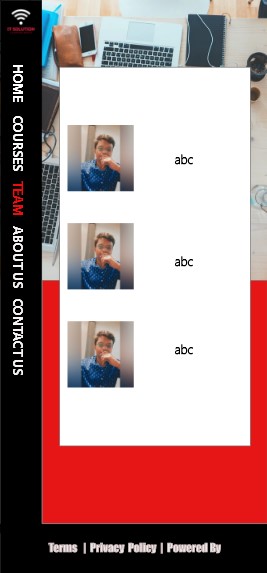 IT SOLUTION
HOME
COURSES
TEAM
ABOUT US
CONTACT US
abc
abc
abc
Terms | Privacy Policy | Powered By